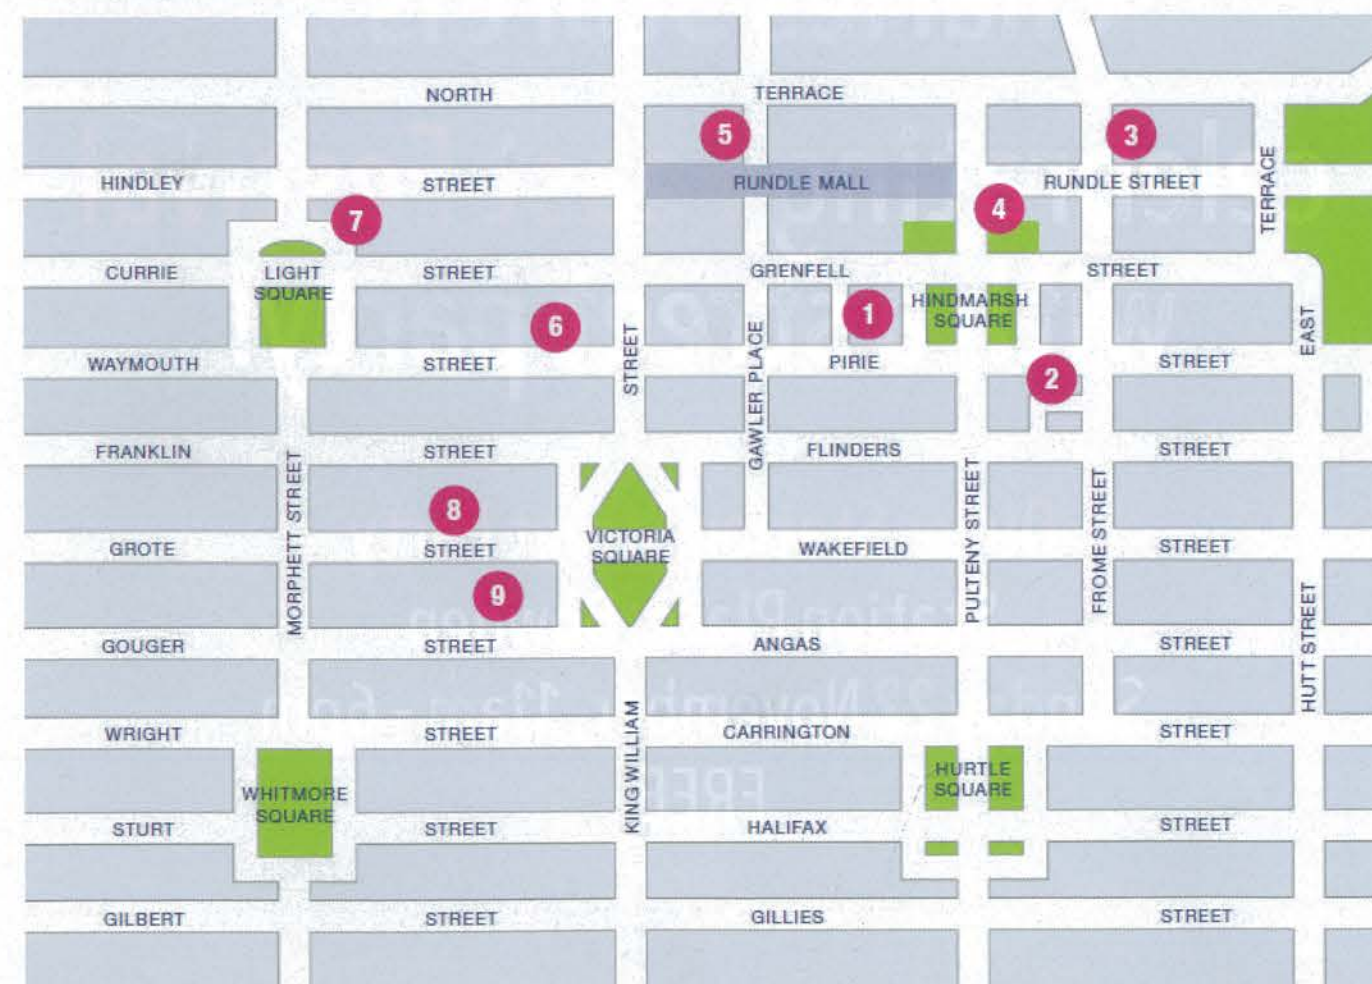 NORTH TERRACE
5
3
HINDLEY STREET RUNDLE MALL RUNDLE STREET
TERRACE
7
4
CURRIE STREET GRENFELL STREET
LIGHT
SQUARE
HINDMARSH
SQUARE
1
6
EAST
STREET
GAWLER PLACE
WAYMOUTH STREET PIRIE STREET
2
FRANKLIN STREET FLINDERS STREET
MORPHETT STREET
PULTENY STREET
FROME STREET
8
VICTORIA
SQUARE
GROTE STREET WAKEFIELD STREET
9
HUTT STREET
GOUGER STREET ANGAS STREET
KING WILLIAM
WRIGHT STREET CARRINGTON STREET
WHITMORE
SQUARE
HURTLE
SQUARE
STURT STREET HALIFAX STREET
GILBERT STREET GILLIES STREET